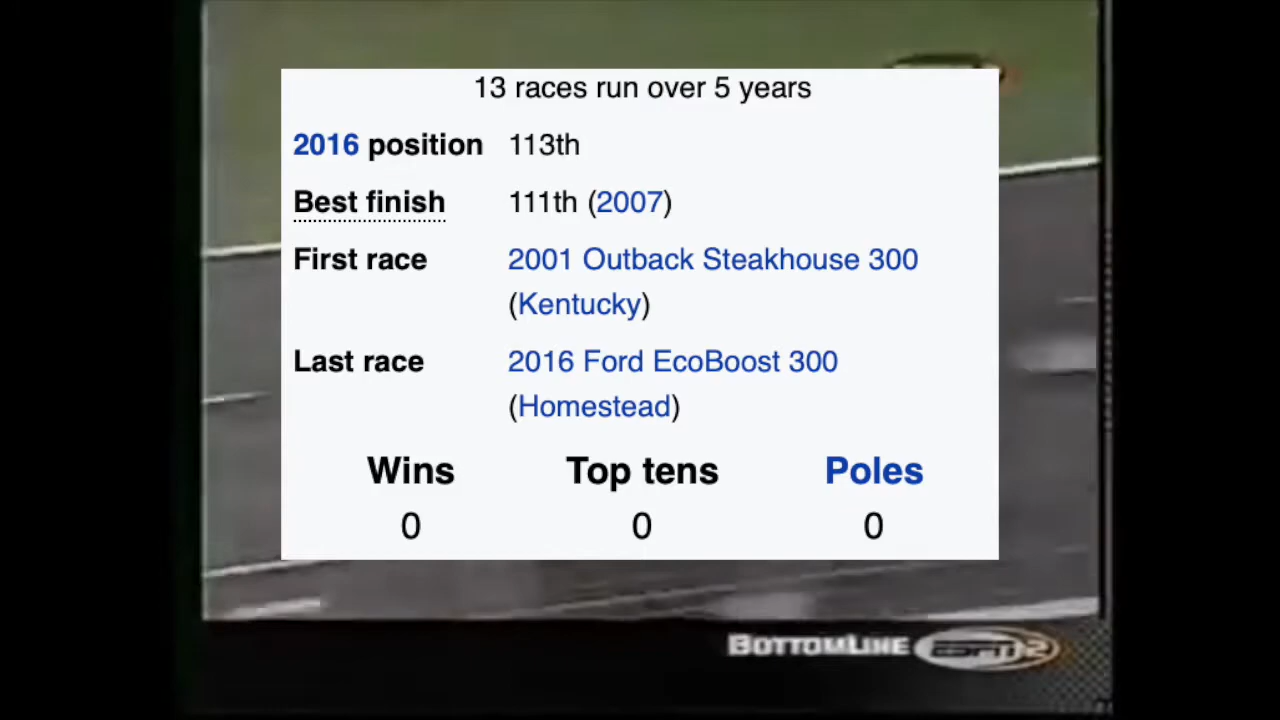 13 races run over 5 years
2016 position 113th
Best finish 111th (2007)
First race 2001 Outback Steakhouse 300
(Kentucky)
Last race 2016 Ford EcoBoost 300
(Homestead)
Wins Top tens Poles
0 0 0
BOTTOMLINE ESPN2